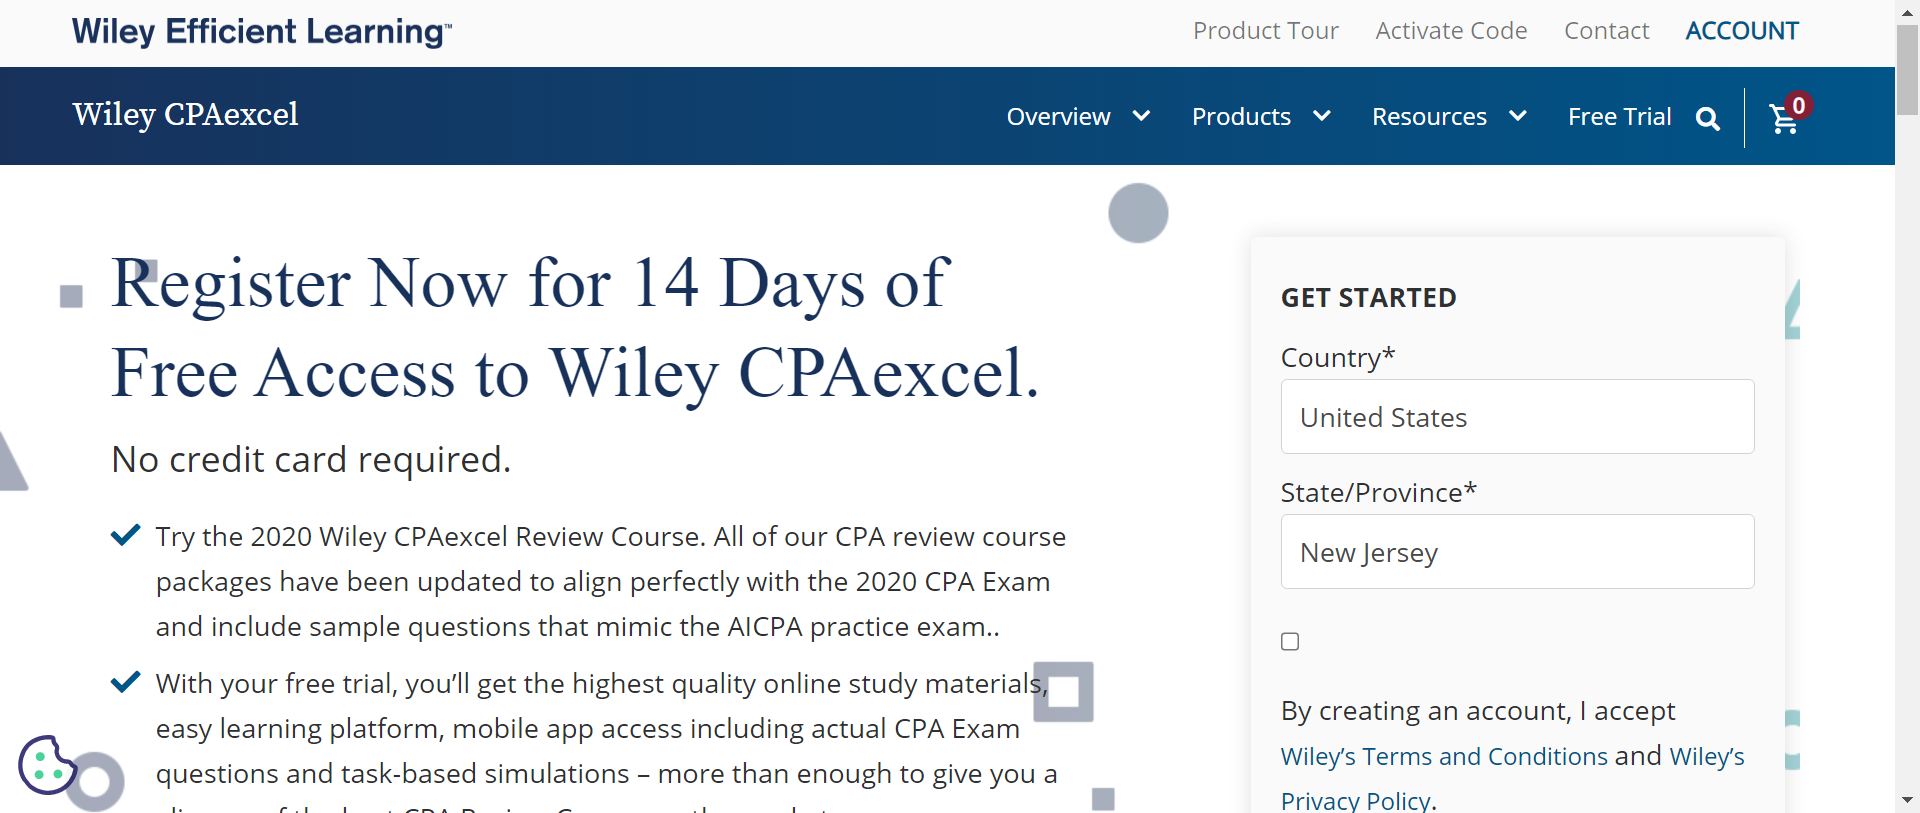 Wiley Efficient Learning™
Product Tour Activate Code Contact ACCOUNT
Wiley CPAexcel
Overview Products Resources Free Trial 0
Register Now for 14 Days of
Free Access to Wiley CPAexcel.
No credit card required.
Try the 2020 Wiley CPAexcel Review Course. All of our CPA review course
packages have been updated to align perfectly with the 2020 CPA Exam
and include sample questions that mimic the AICPA practice exam..
With your free trial, you’ll get the highest quality online study materials,
easy learning platform, mobile app access including actual CPA Exam
questions and task-based simulations – more than enough to give you a
GET STARTED
Country*
United States
State/Province*
New Jersey
By creating an account, I accept
Wiley’s Terms and Conditions and Wiley’s
Privacy Policy.